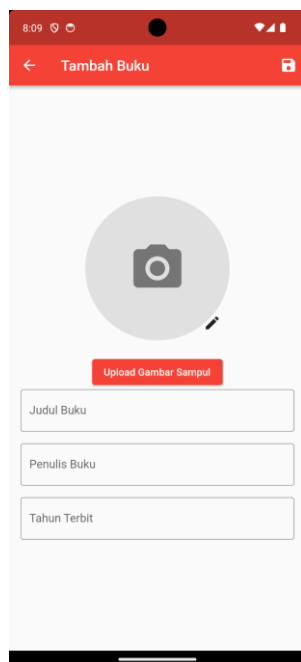 8:09
Tambah Buku
Upload Gambar Sampul
Judul Buku
Penulis Buku
Tahun Terbit